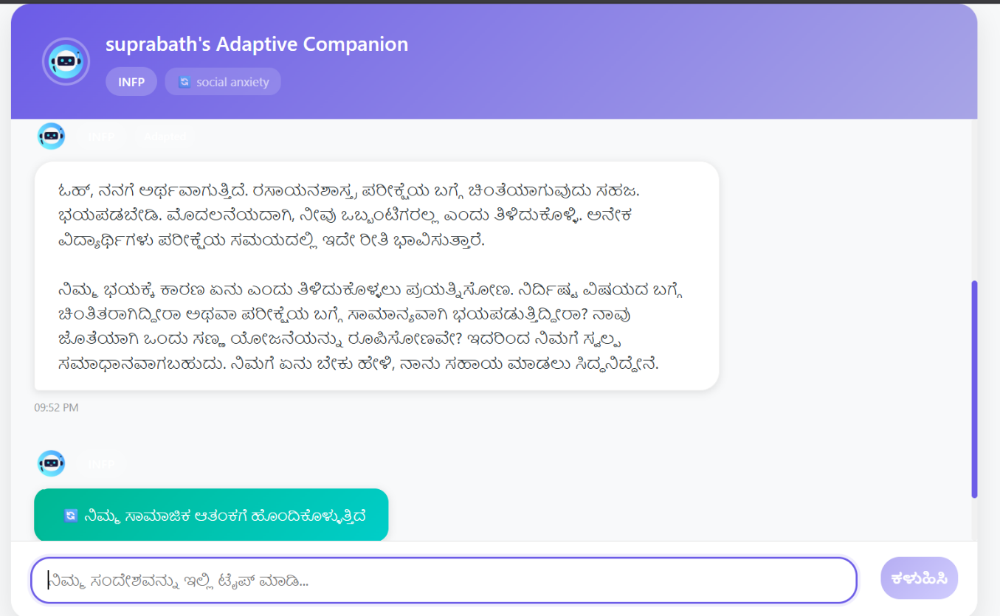 suprabath's Adaptive Companion
INFP
social anxiety
INFP
Adapted
ಓಹ್, ನನಗೆ ಅರ್ಥವಾಗುತ್ತಿದೆ. ರಸಾಯನಶಾಸ್ತ್ರ ಪರೀಕ್ಷೆಯ ಬಗ್ಗೆ ಚಿಂತೆಯಾಗುವುದು ಸಹಜ.
ಭಯಪಡಬೇಡಿ. ಮೊದಲನೆಯದಾಗಿ, ನೀವು ಒಬ್ಬಂಟಿಗರಲ್ಲ ಎಂದು ತಿಳಿದುಕೊಳ್ಳಿ. ಅನೇಕ
ವಿದ್ಯಾರ್ಥಿಗಳು ಪರೀಕ್ಷೆಯ ಸಮಯದಲ್ಲಿ ಇದೇ ರೀತಿ ಭಾವಿಸುತ್ತಾರೆ.
ನಿಮ್ಮ ಭಯಕ್ಕೆ ಕಾರಣ ಏನು ಎಂದು ತಿಳಿದುಕೊಳ್ಳಲು ಪ್ರಯತ್ನಿಸೋಣ. ನಿರ್ದಿಷ್ಟ ವಿಷಯದ ಬಗ್ಗೆ
ಚಿಂತಿತರಾಗಿದ್ದೀರಾ ಅಥವಾ ಪರೀಕ್ಷೆಯ ಬಗ್ಗೆ ಸಾಮಾನ್ಯವಾಗಿ ಭಯಪಡುತ್ತಿದ್ದೀರಾ? ನಾವು
ಜೊತೆಯಾಗಿ ಒಂದು ಸಣ್ಣ ಯೋಜನೆಯನ್ನು ರೂಪಿಸೋಣವೇ? ಇದರಿಂದ ನಿಮಗೆ ಸ್ವಲ್ಪ
ಸಮಾಧಾನವಾಗಬಹುದು. ನಿಮಗೆ ಏನು ಬೇಕು ಹೇಳಿ, ನಾನು ಸಹಾಯ ಮಾಡಲು ಸಿದ್ಧನಿದ್ದೇನೆ.
09:52 PM
INFP
ನಿಮ್ಮ ಸಾಮಾಜಿಕ ಆತಂಕಗೆ ಹೊಂದಿಕೊಳ್ಳುತ್ತಿದೆ
ನಿಮ್ಮ ಸಂದೇಶವನ್ನು ಇಲ್ಲಿ ಟೈಪ್ ಮಾಡಿ...
ಕಳುಹಿಸಿ